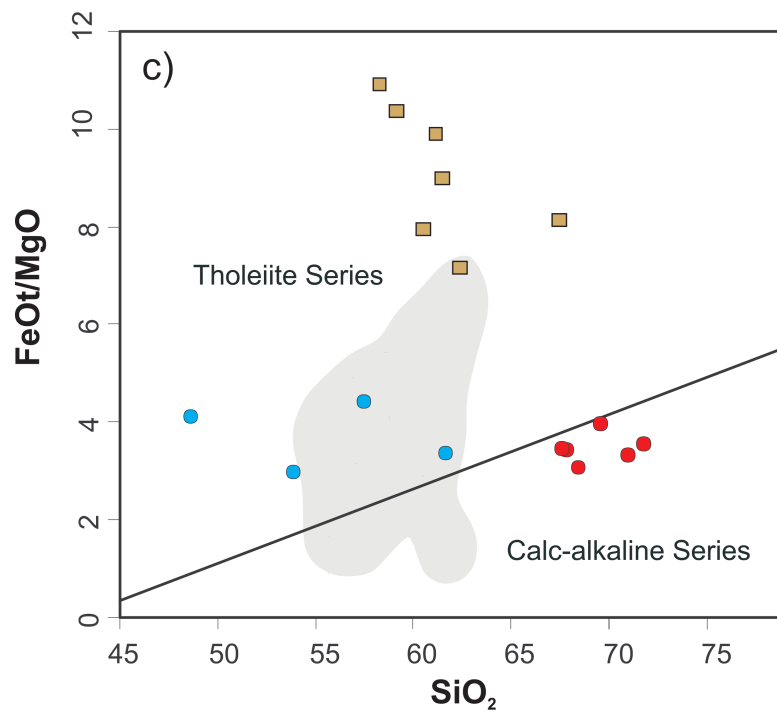 12
c)
10
8
Tholeiite Series
6
FeOt/MgO
4
2
Calc-alkaline Series
0
45 50 55 60 65 70 75
SiO₂